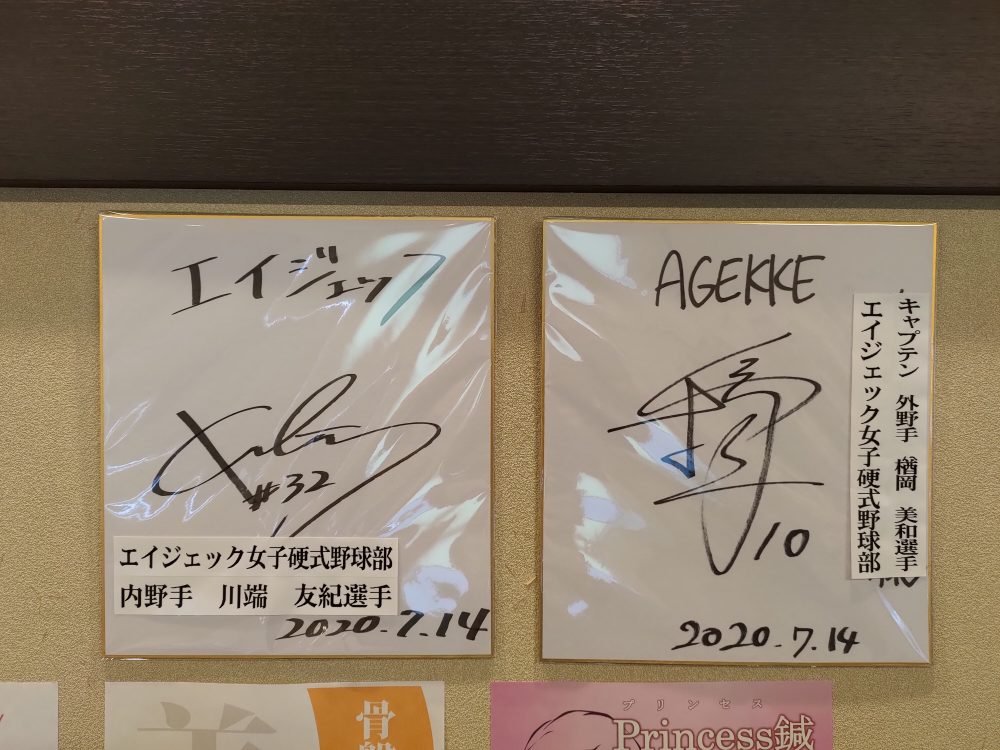 エイジェック
#32
エイジェック女子硬式野球部
内野手 川端 友紀選手
2020.7.14
AGEKKE
10
キャプテン 外野手 楢岡 美和選手
エイジェック女子硬式野球部
2020.7.14
プリンセス
Princess鍼